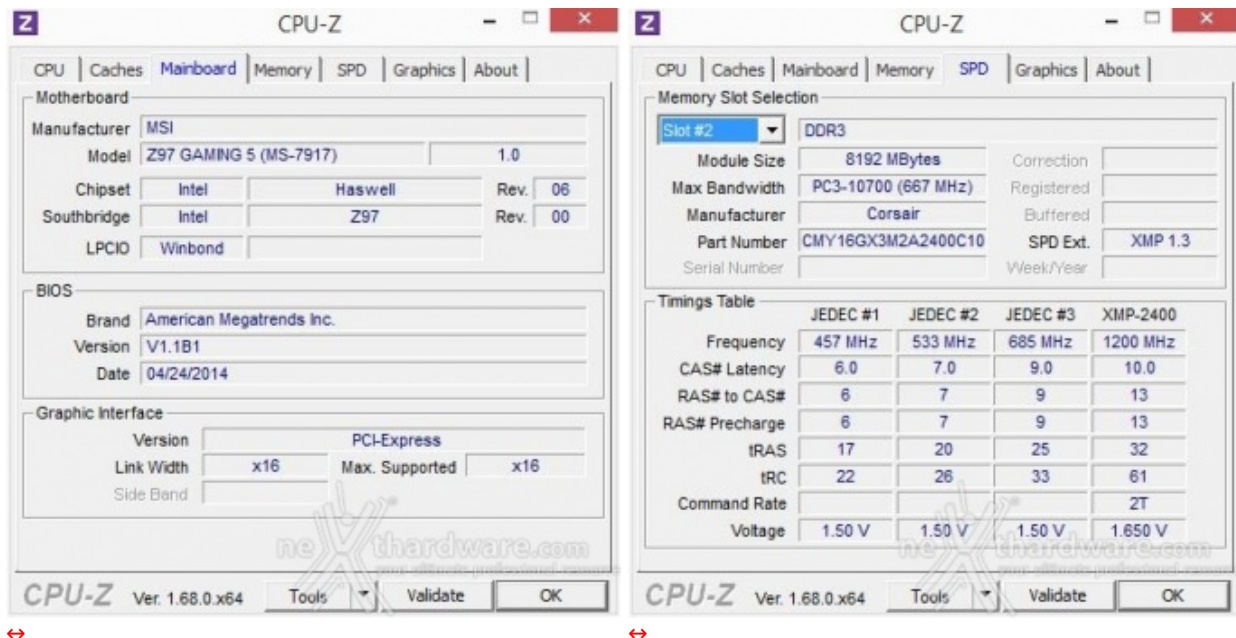 CPU-Z
CPU Caches Mainboard Memory SPD Graphics About
Motherboard
Manufacturer MSI
Model Z97 GAMING 5 (MS-7917) 1.0
Chipset Intel Haswell Rev. 06
Southbridge Intel Z97 Rev. 00
LPCIO Winbond
BIOS
Brand American Megatrends Inc.
Version V1.1B1
Date 04/24/2014
Graphic Interface
Version PCI-Express
Link Width x16 Max. Supported x16
Side Band
nexthardware.com
CPU-Z Ver. 1.68.0.x64 Tools Validate OK
CPU-Z
CPU Caches Mainboard Memory SPD Graphics About
Memory Slot Selection
Slot #2 DDR3
Module Size 8192 MBytes Correction
Max Bandwidth PC3-10700 (667 MHz) Registered
Manufacturer Corsair Buffered
Part Number CMY16GX3M2A2400C10 SPD Ext. XMP 1.3
Serial Number Week/Year
Timings Table
JEDEC #1 JEDEC #2 JEDEC #3 XMP-2400
Frequency 457 MHz 533 MHz 685 MHz 1200 MHz
CAS# Latency 6.0 7.0 9.0 10.0
RAS# to CAS# 6 7 9 13
RAS# Precharge 6 7 9 13
tRAS 17 20 25 32
tRC 22 26 33 61
Command Rate 2T
Voltage 1.50 V 1.50 V 1.50 V 1.650 V
nexthardware.com
CPU-Z Ver. 1.68.0.x64 Tools Validate OK